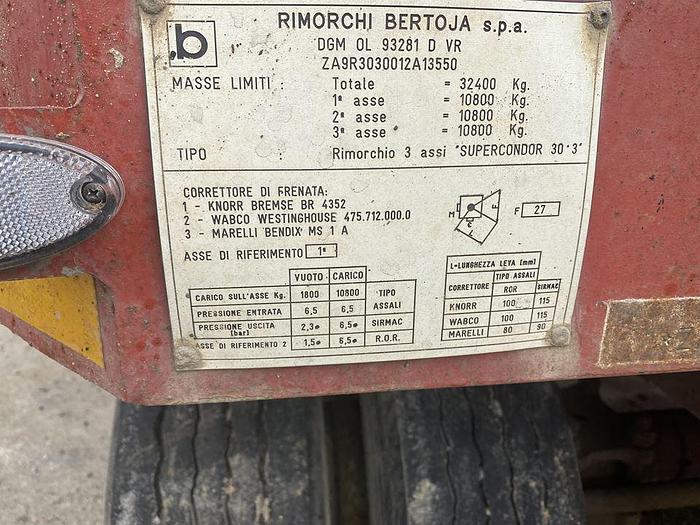 b
RIMORCHI BERTOJA s.p.a.
DGM OL 93281 D VR
ZA9R3030012A13550
MASSE LIMITI : Totale = 32400 Kg.
1ª asse = 10800 Kg.
2ª asse = 10800 Kg.
3ª asse = 10800 Kg.
TIPO : Rimorchio 3 assi "SUPERCONDOR 30·3"
CORRETTORE DI FRENATA:
1 - KNORR BREMSE BR 4352
2 - WABCO WESTINGHOUSE 475.712.000.0
3 - MARELLI BENDIX MS 1 A
ASSE DI RIFERIMENTO 1ª
M F L
F 27
VUOTO CARICO
CARICO SULL'ASSE Kg. 1800 10800 TIPO
PRESSIONE ENTRATA 6,5 6,5 ASSALI
PRESSIONE USCITA (bar) 2,3• 6,5• SIRMAC
ASSE DI RIFERIMENTO 2 1,5• 6,5• R.O.R.
L=LUNGHEZZA LEVA (mm)
CORRETTORE TIPO ASSALI
ROR SIRMAC
KNORR 100 115
WABCO 100 115
MARELLI 80 90